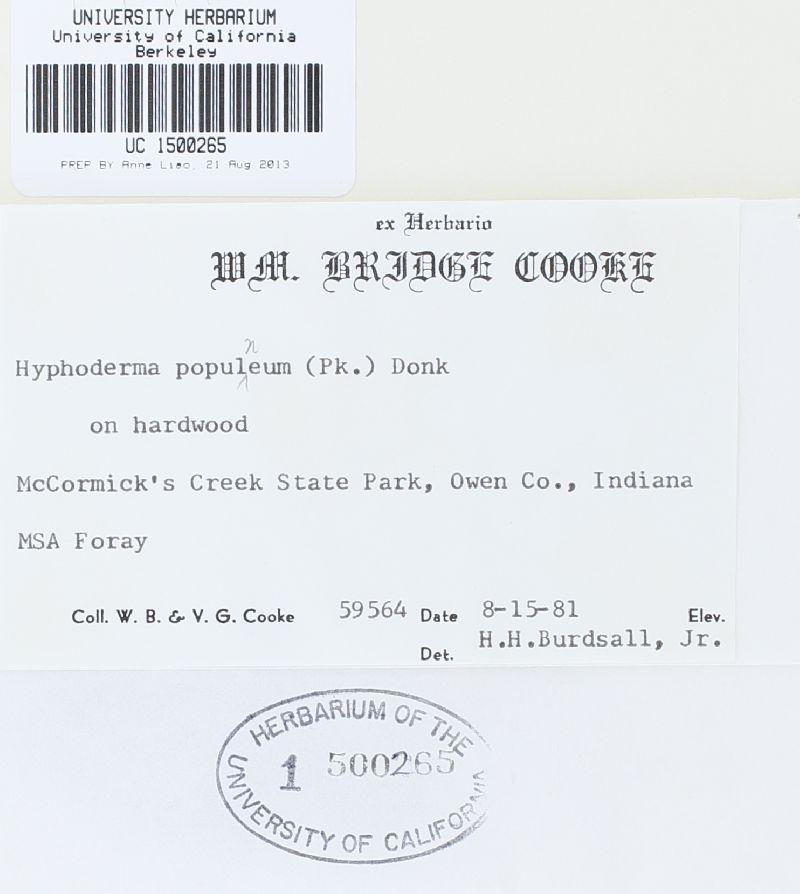 UNIVERSITY HERBARIUM
University of California
Berkeley
UC 1500265
PREP BY Anne Liao, 21 Aug 2013
ex Herbario
WM. BRIDGE COOKE
n
Hyphoderma populeum (Pk.) Donk
on hardwood
McCormick's Creek State Park, Owen Co., Indiana
MSA Foray
Coll. W. B. & V. G. Cooke 59564 Date 8-15-81 Elev.
Det. H.H.Burdsall, Jr.
HERBARIUM OF THE
1 500265
UNIVERSITY OF CALIFORNIA